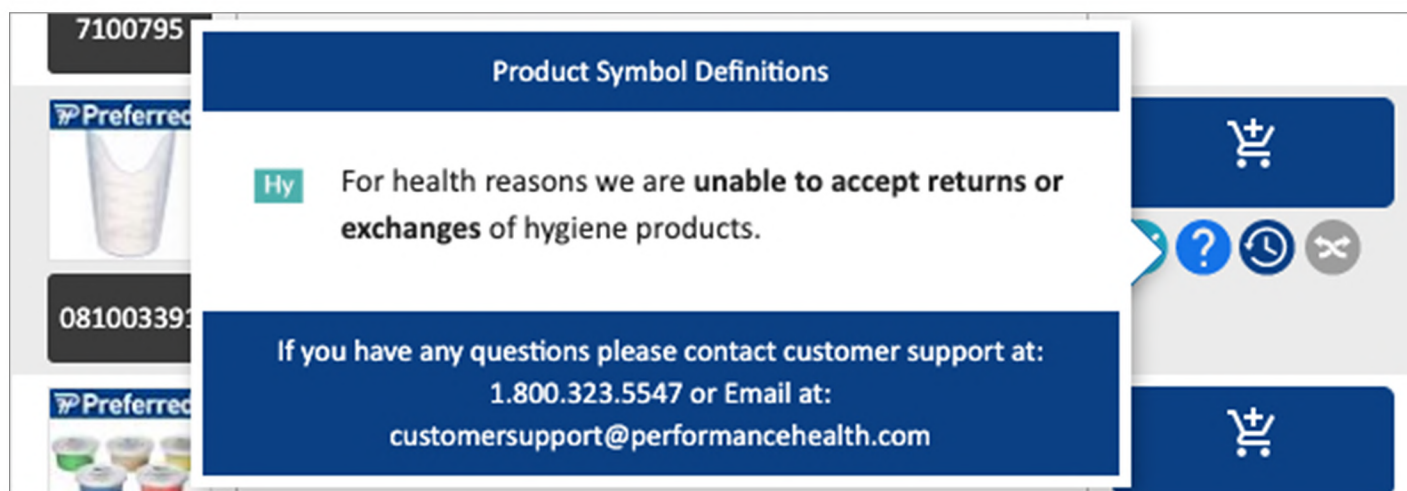 7100795
Product Symbol Definitions
Preferred
Hy
For health reasons we are unable to accept returns or
exchanges of hygiene products.
?
081003391
If you have any questions please contact customer support at:
1.800.323.5547 or Email at:
customersupport@performancehealth.com
Preferred